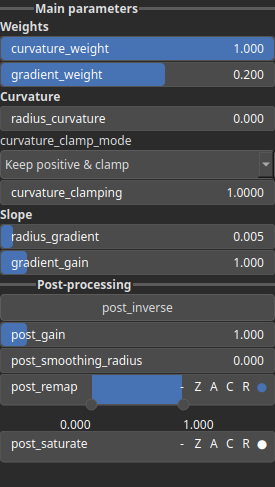 Main parameters
Weights
curvature_weight 1.000
gradient_weight 0.200
Curvature
radius_curvature 0.000
curvature_clamp_mode
Keep positive & clamp
curvature_clamping 1.0000
Slope
radius_gradient 0.005
gradient_gain 1.000
Post-processing
post_inverse
post_gain 1.000
post_smoothing_radius 0.000
post_remap - Z A C R
0.000 1.000
post_saturate - Z A C R